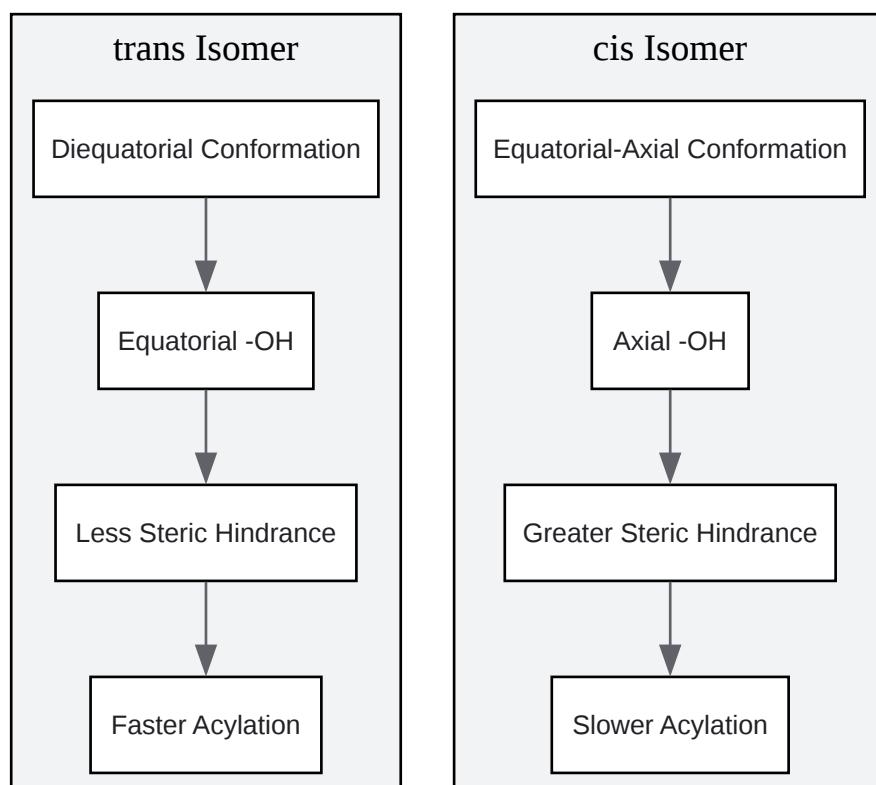 trans Isomer
Diequatorial Conformation
Equatorial -OH
Less Steric Hindrance
Faster Acylation
cis Isomer
Equatorial-Axial Conformation
Axial -OH
Greater Steric Hindrance
Slower Acylation